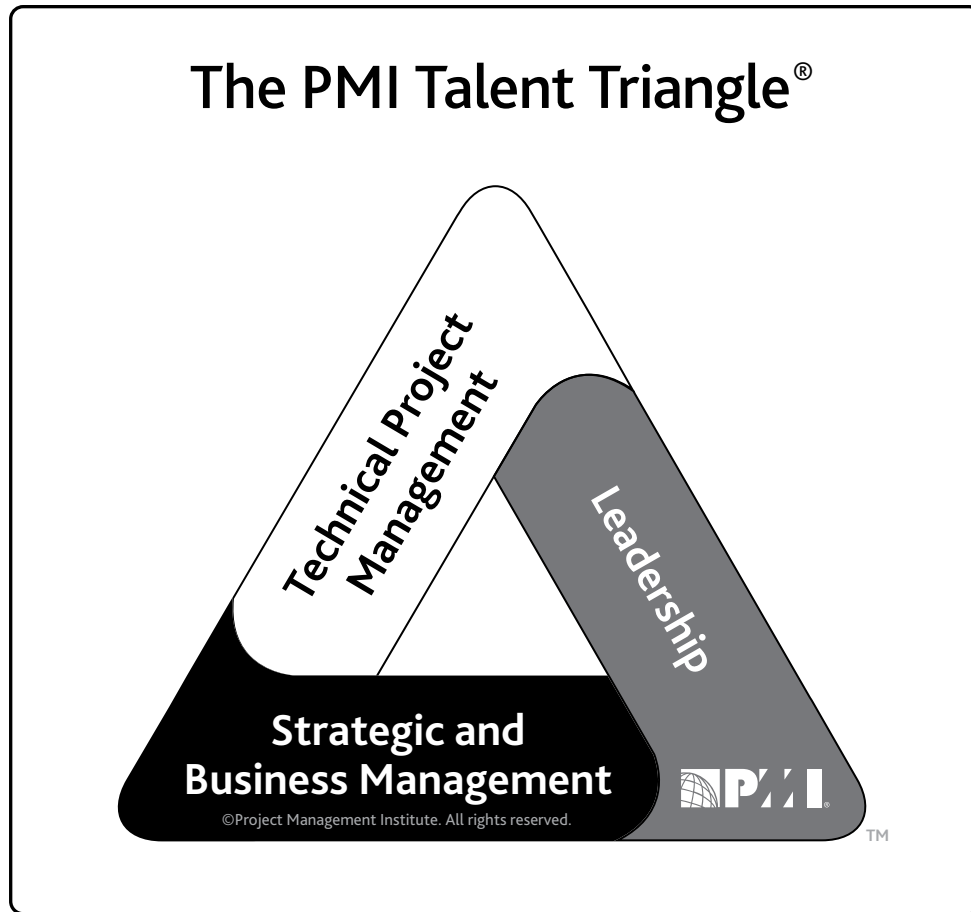 The PMI Talent Triangle®
Technical Project
Management
Leadership
Strategic and
Business Management
©Project Management Institute. All rights reserved.
PMI®
TM